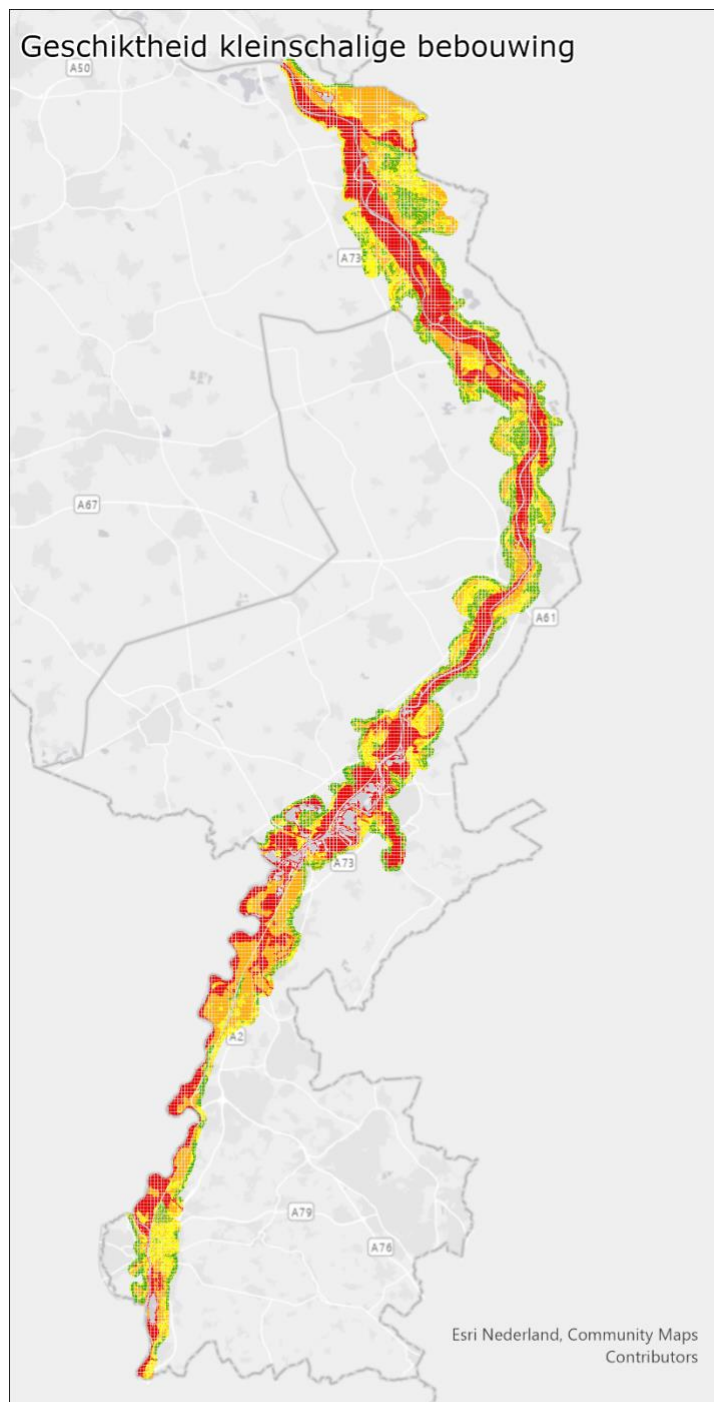 Geschiktheid kleinschalige bebouwing
A50
A73
A67
A61
A73
A2
A79
A76
Esri Nederland, Community Maps
Contributors